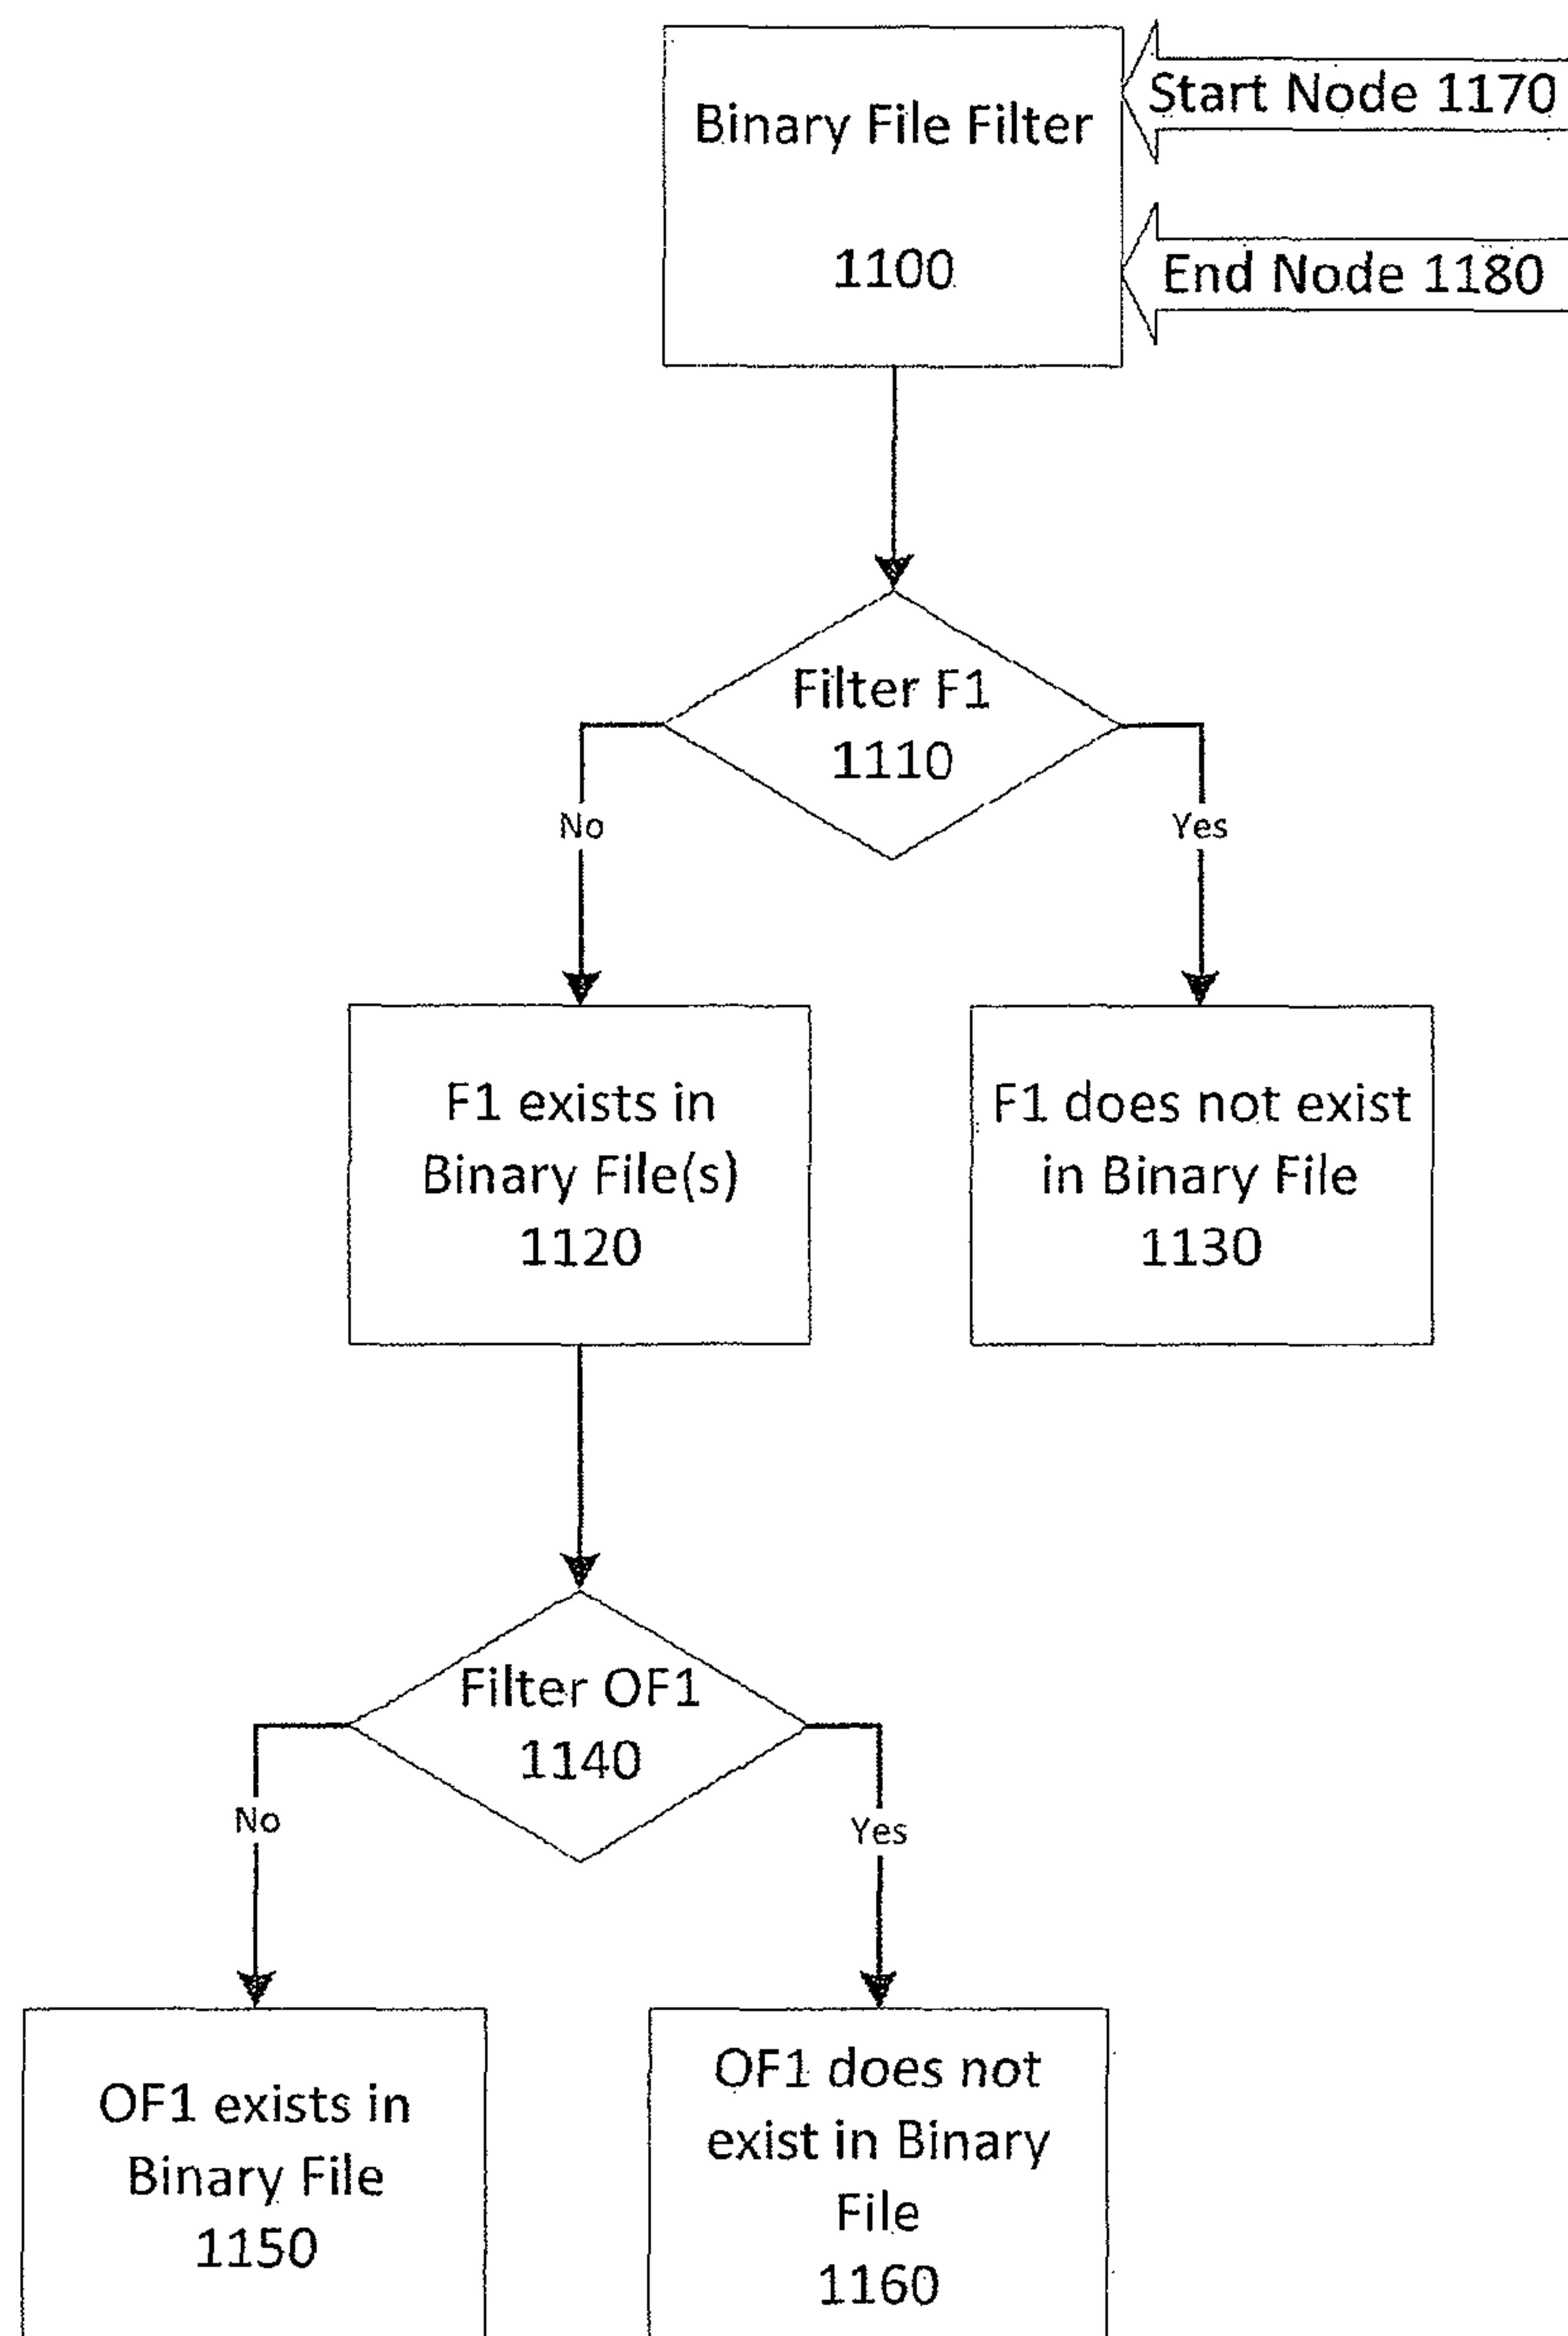 Binary File Filter
1100
Start Node 1170
End Node 1180
Filter F1
1110
No
Yes
F1 exists in
Binary File(s)
1120
F1 does not exist
in Binary File
1130
Filter OF1
1140
No
Yes
OF1 exists in
Binary File
1150
OF1 does not
exist in Binary
File
1160